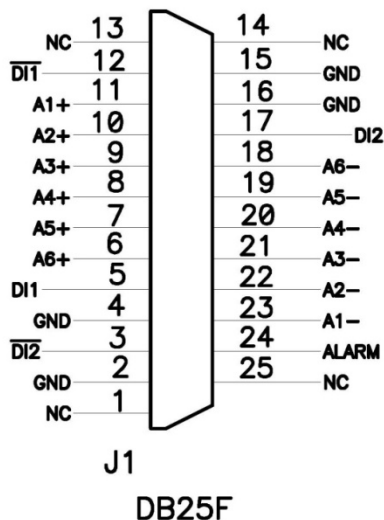 NC 13 14 NC
D̅I̅1̅ 12 15 GND
A1+ 11 16 GND
A2+ 10 17 DI2
A3+ 9 18 A6-
A4+ 8 19 A5-
A5+ 7 20 A4-
A6+ 6 21 A3-
DI1 5 22 A2-
GND 4 23 A1-
D̅I̅2̅ 3 24 ALARM
GND 2 25 NC
NC 1
J1
DB25F